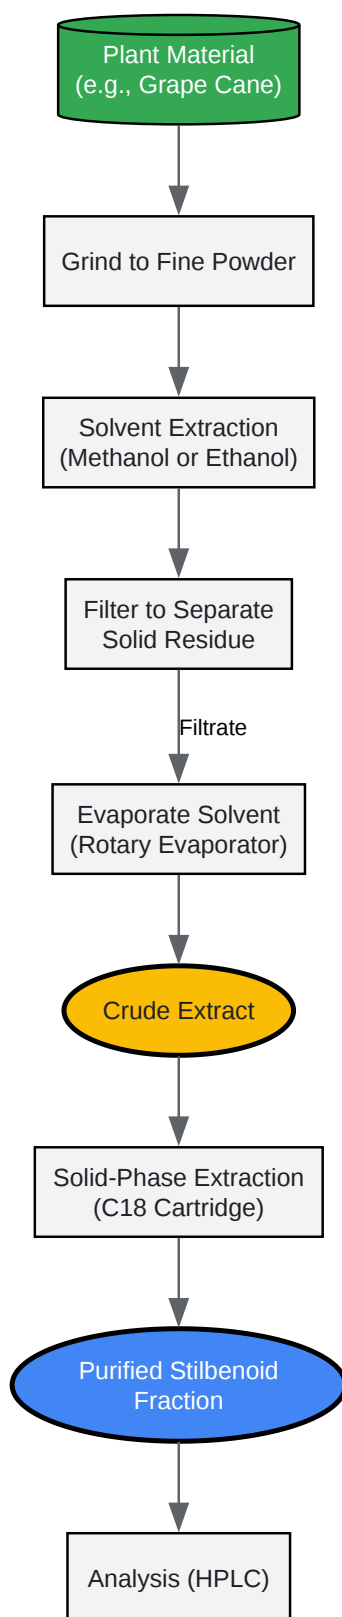 Plant Material
(e.g., Grape Cane)
Grind to Fine Powder
Solvent Extraction
(Methanol or Ethanol)
Filter to Separate
Solid Residue
Filtrate
Evaporate Solvent
(Rotary Evaporator)
Crude Extract
Solid-Phase Extraction
(C18 Cartridge)
Purified Stilbenoid
Fraction
Analysis (HPLC)